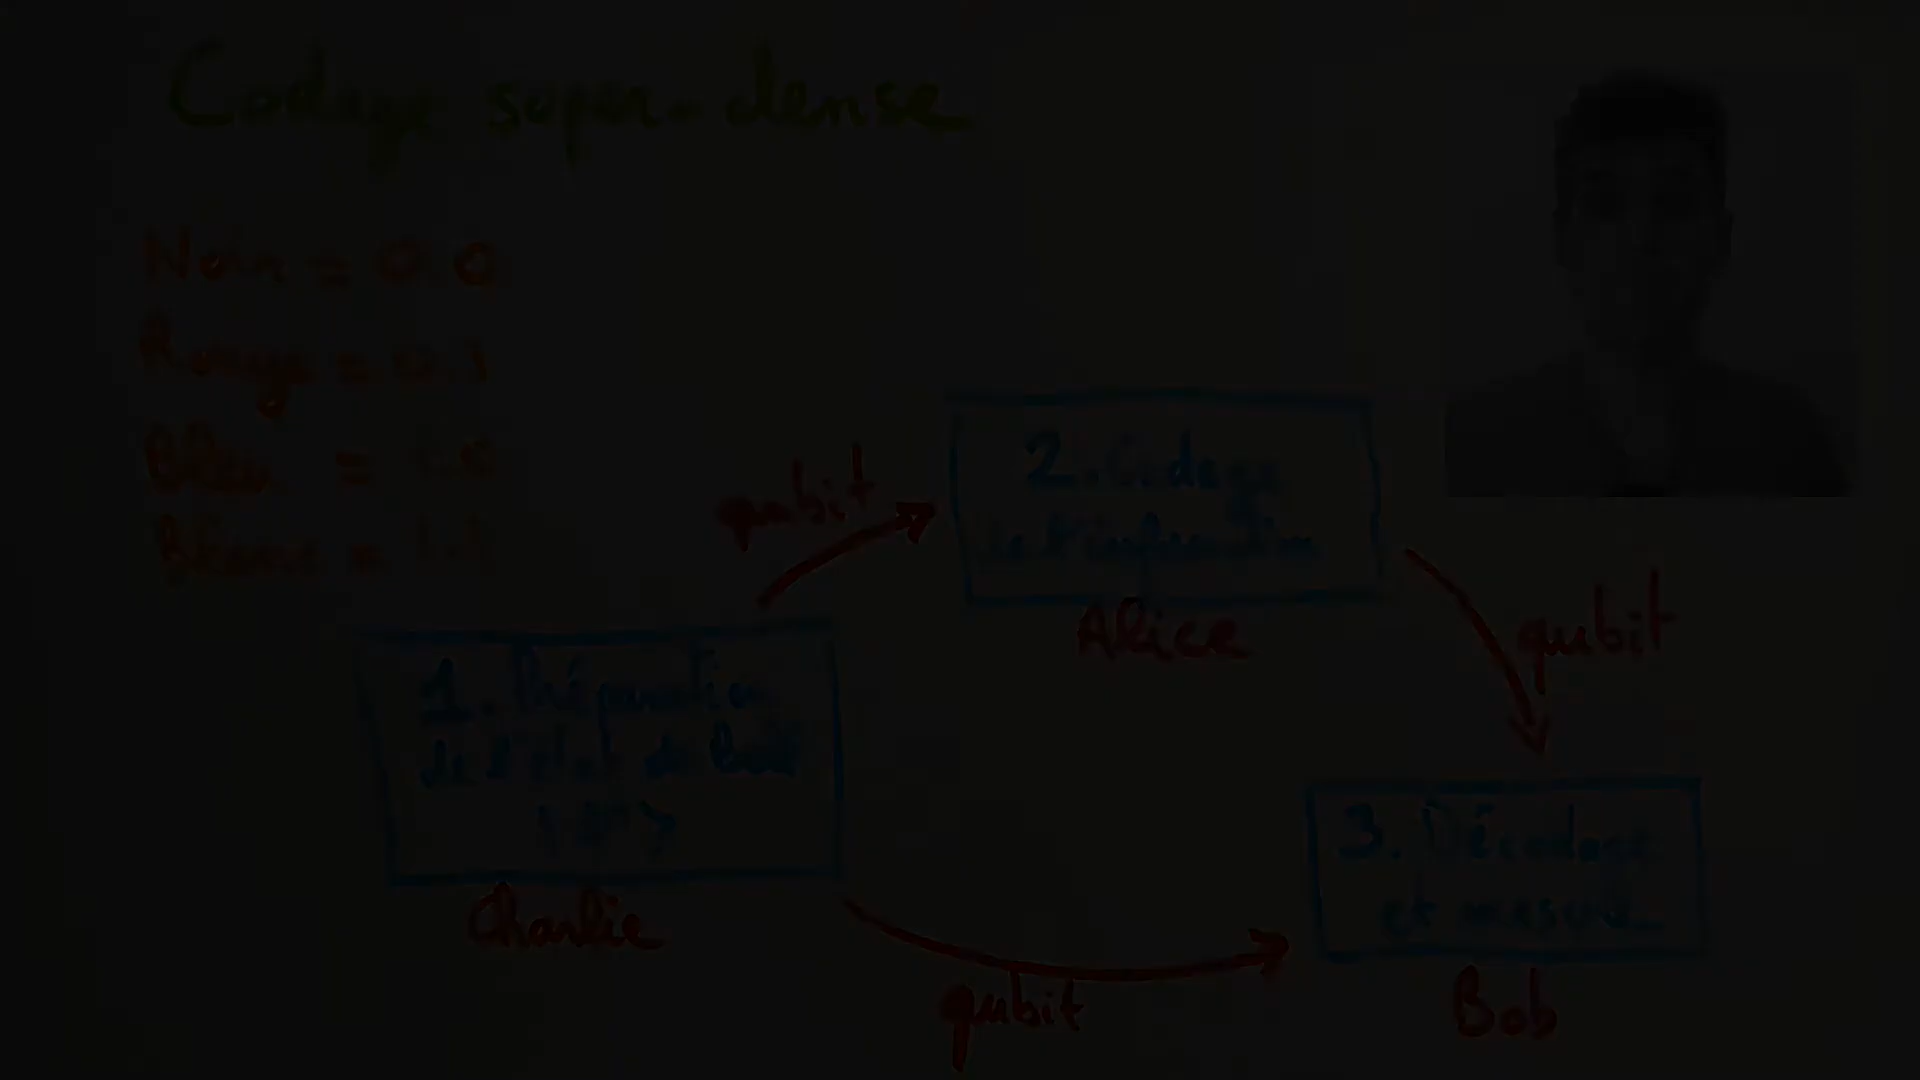 Codage super-dense
Noir = 0.0
Rouge = 0.1
Bleu = 1.0
Blanc = 1.1
qubit
2. Codage
de l'information
Alice
qubit
1. Préparation
de l'état de Bell
Charlie
3. Décodage
et mesure
qubit
Bob